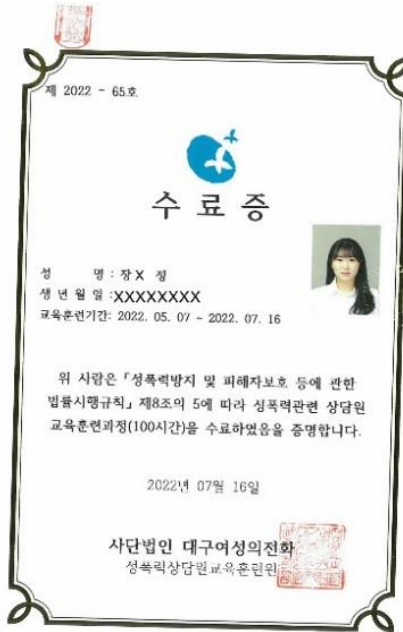 제 2022 - 65호
수 료 증
성 명 : 장X 정
생 년 월 일 :XXXXXXXX
교육훈련기간: 2022. 05. 07 ~ 2022. 07. 16
위 사람은 「성폭력방지 및 피해자보호 등에 관한
법률시행규칙」 제8조의 5에 따라 성폭력관련 상담원
교육훈련과정(100시간)을 수료하였음을 증명합니다.
2022년 07월 16일
사단법인 대구여성의전화
성폭력상담원교육훈련원